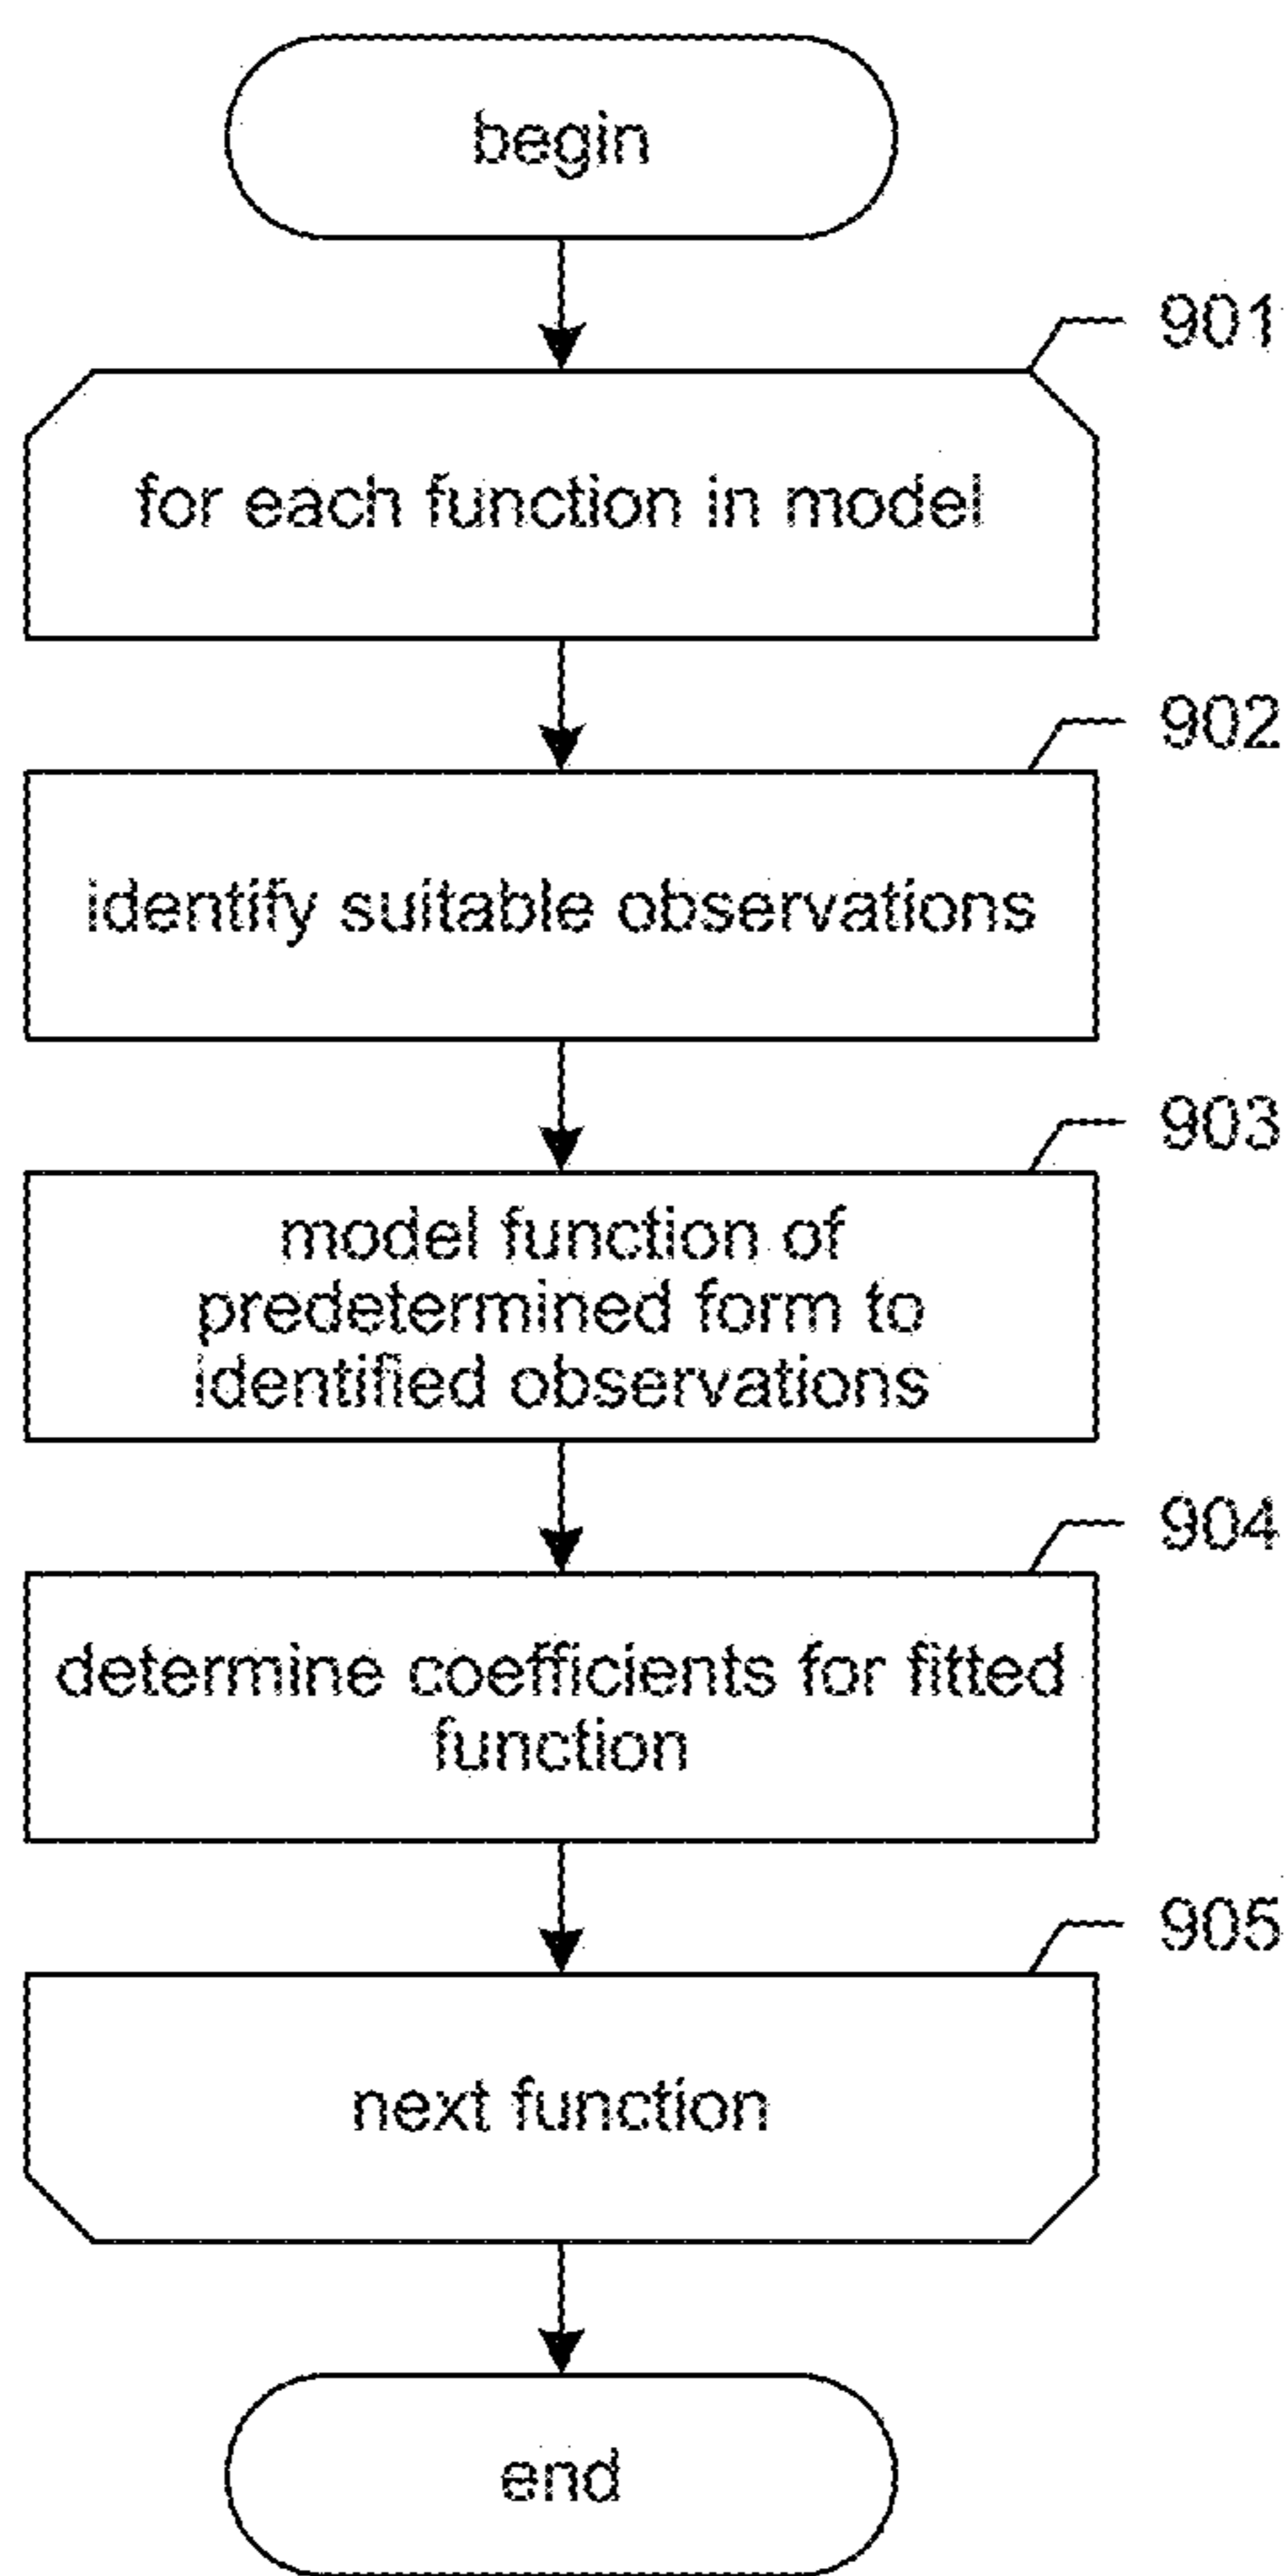 begin
901
for each function in model
902
identify suitable observations
903
model function of
predetermined form to
identified observations
904
determine coefficients for fitted
function
905
next function
end